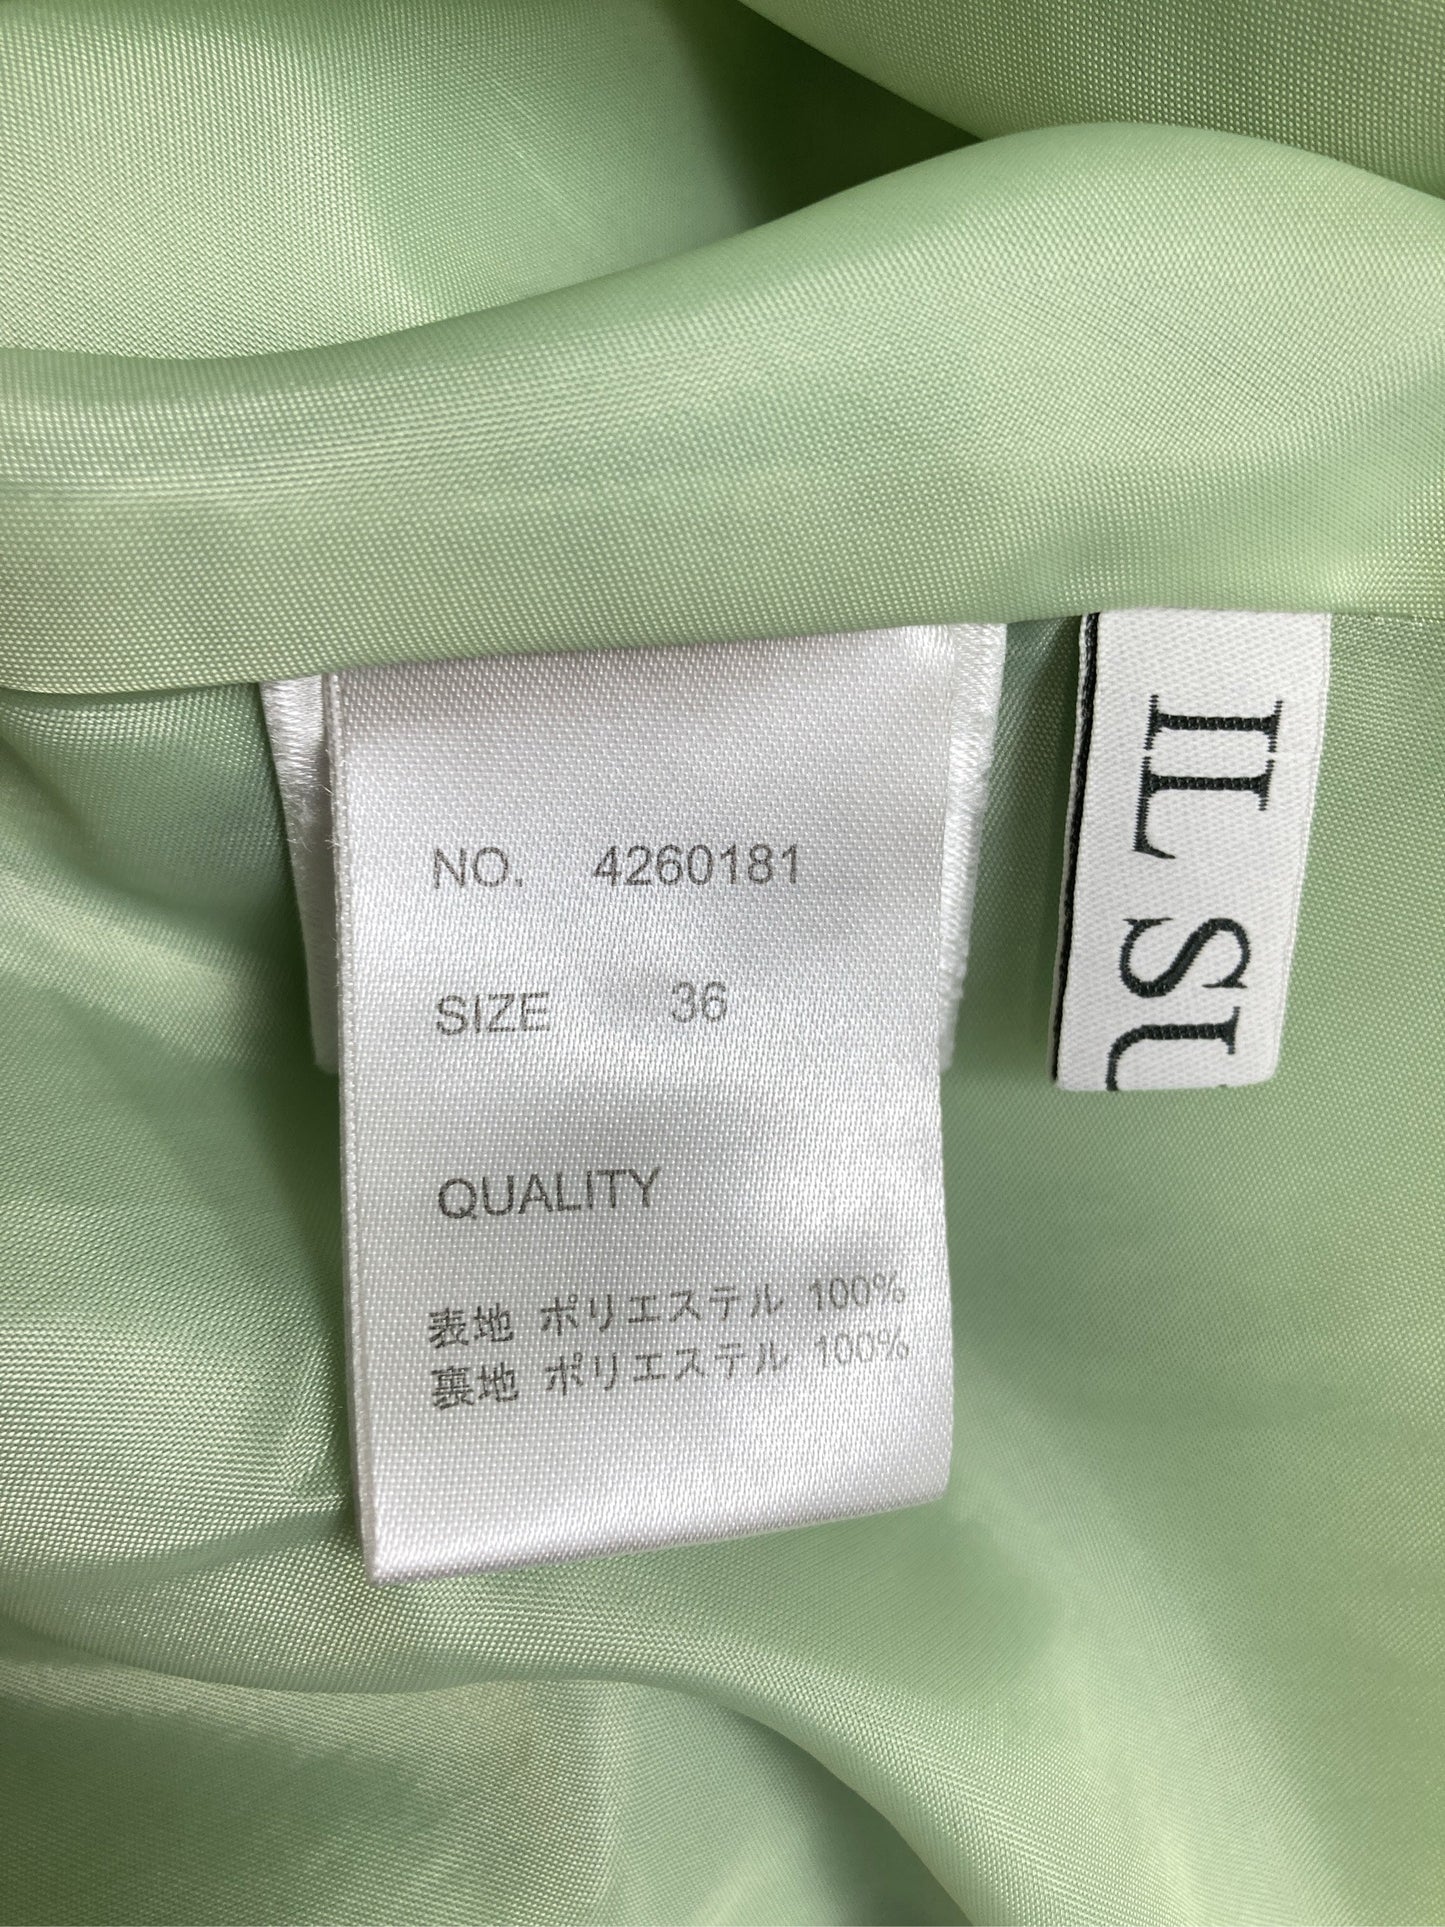 NO. 4260181
SIZE 36
QUALITY
表地 ポリエステル 100%
裏地 ポリエステル 100%
IL SU